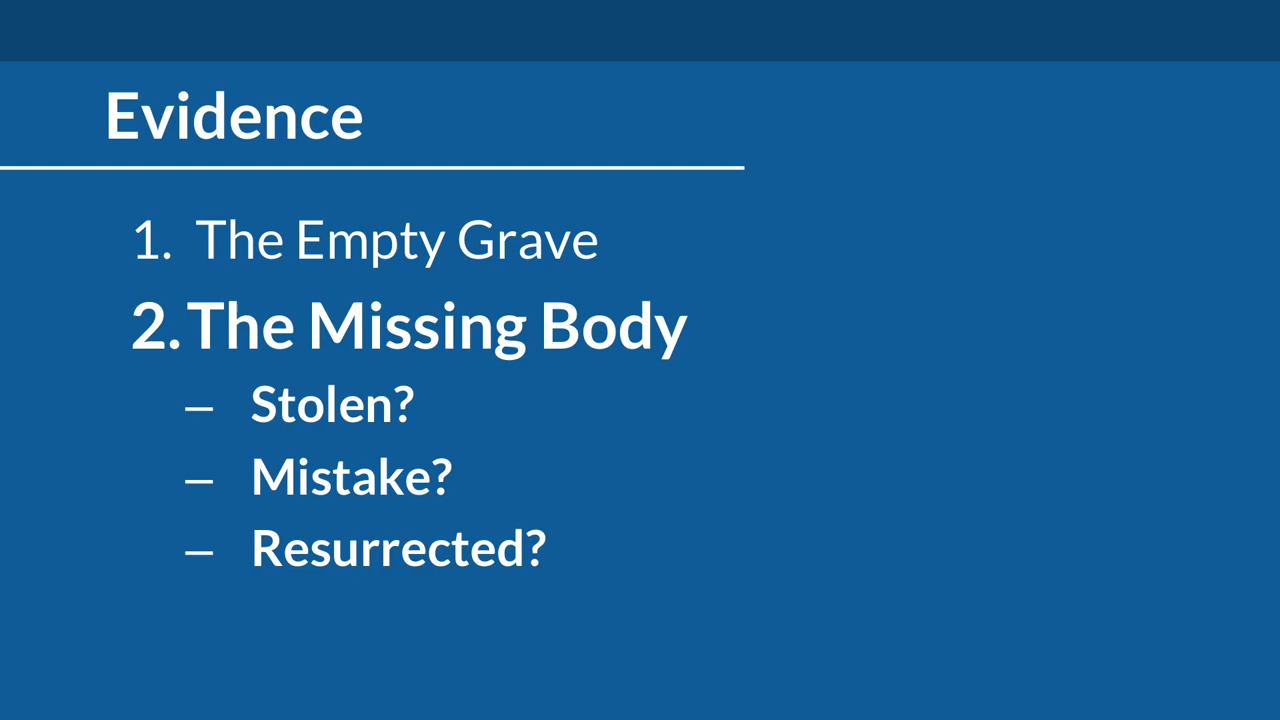 Evidence
1. The Empty Grave
2. The Missing Body
– Stolen?
– Mistake?
– Resurrected?